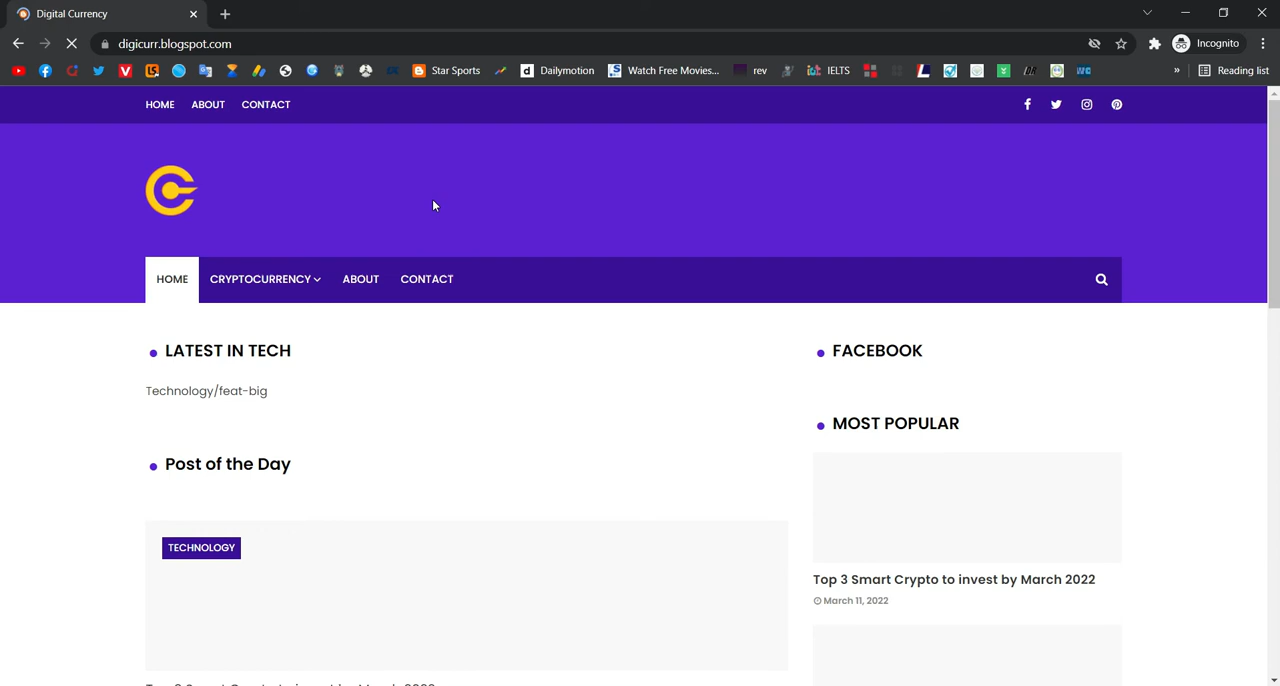 Digital Currency
digicurr.blogspot.com
Incognito
Star Sports
Dailymotion
Watch Free Movies...
rev
IELTS
WC
»
Reading list
HOME ABOUT CONTACT
HOME CRYPTOCURRENCY ABOUT CONTACT
LATEST IN TECH
Technology/feat-big
Post of the Day
TECHNOLOGY
FACEBOOK
MOST POPULAR
Top 3 Smart Crypto to invest by March 2022
March 11, 2022